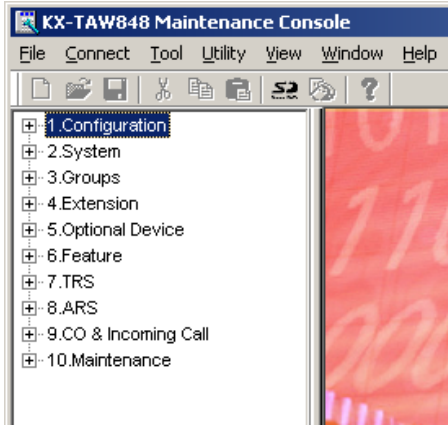 KX-TAW848 Maintenance Console
File Connect Tool Utility View Window Help
1.Configuration
2.System
3.Groups
4.Extension
5.Optional Device
6.Feature
7.TRS
8.ARS
9.CO & Incoming Call
10.Maintenance